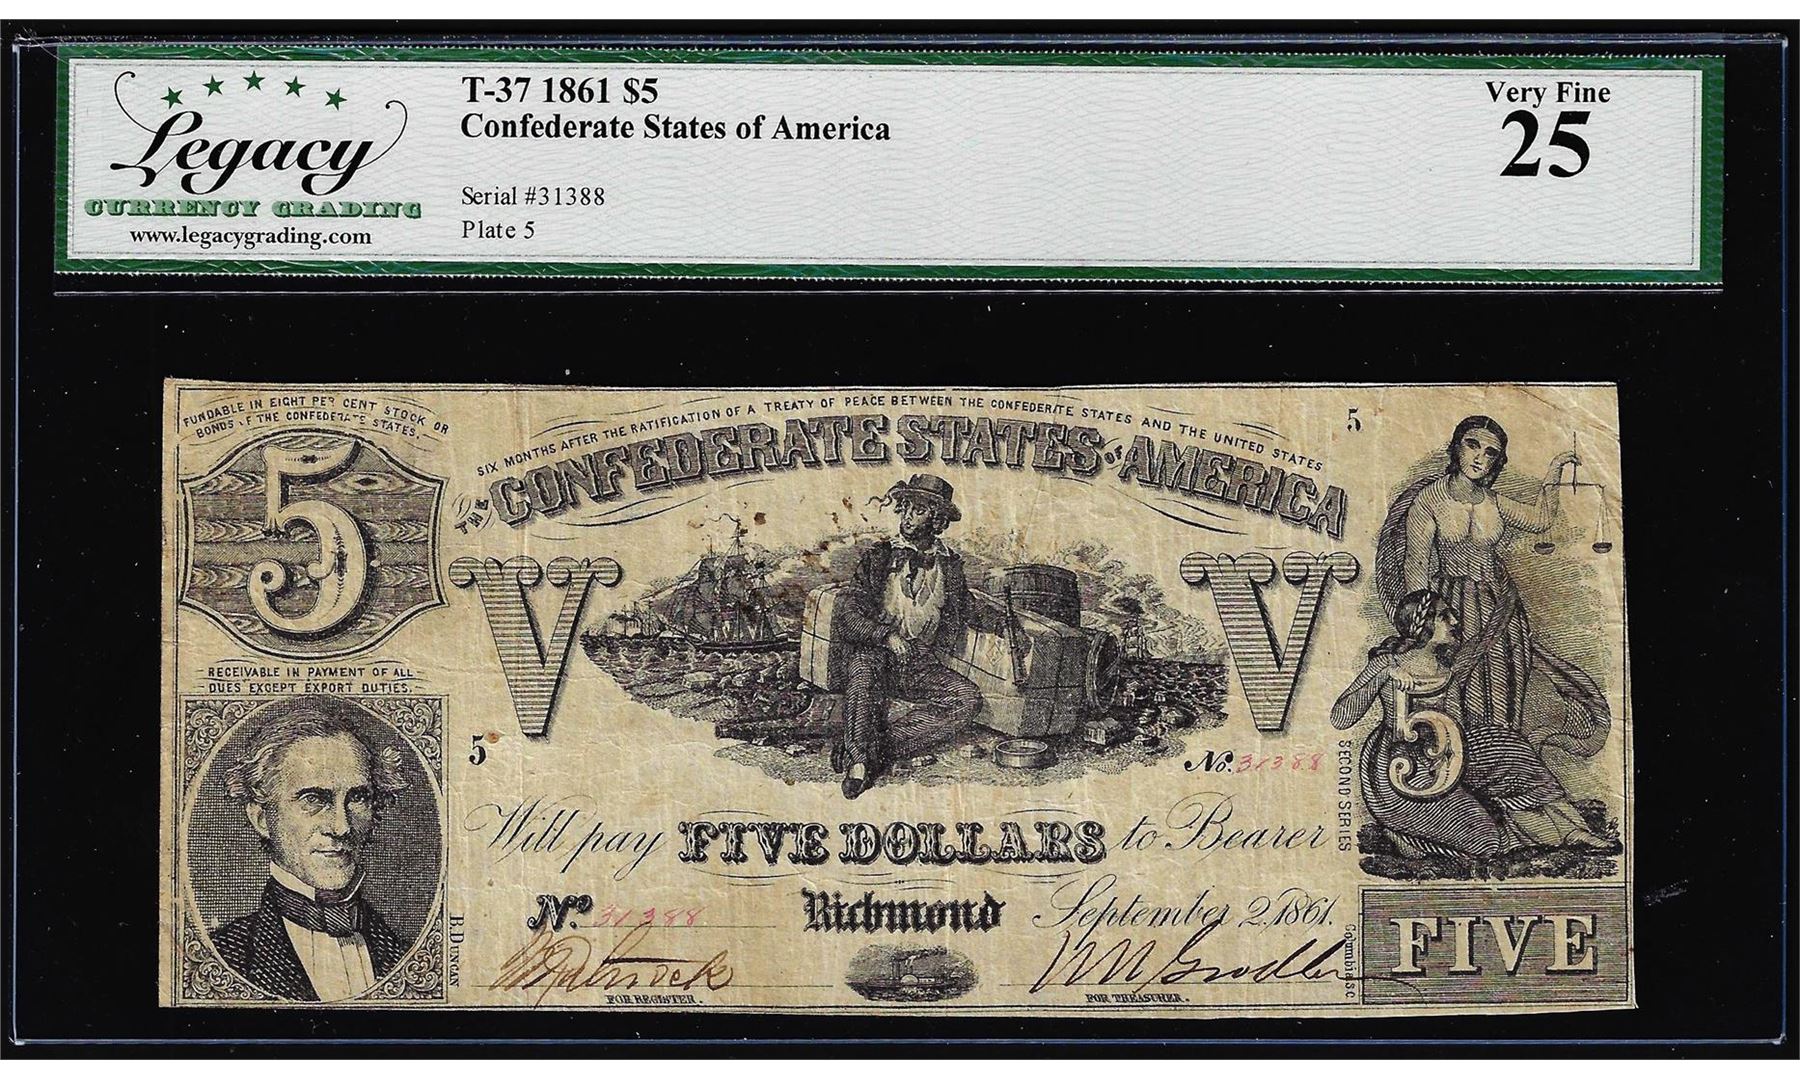 Legacy
CURRENCY GRADING
www.legacygrading.com
T-37 1861 $5
Confederate States of America
Serial #31388
Plate 5
Very Fine
25
FUNDABLE IN EIGHT PER CENT STOCK OR
BONDS OF THE CONFEDERATE STATES.
5
RECEIVABLE IN PAYMENT OF ALL
DUES EXCEPT EXPORT DUTIES.
SIX MONTHS AFTER THE RATIFICATION OF A TREATY OF PEACE BETWEEN THE CONFEDERATE STATES AND THE UNITED STATES
5
THE CONFEDERATE STATES OF AMERICA
V
V
5
No. 31388
SECOND SERIES
5
Will pay FIVE DOLLARS to Bearer
No. 31388
Richmond September 2, 1861.
B. DUNCAN
Columbia S.C
FOR REGISTER.
FOR TREASURER.
FIVE